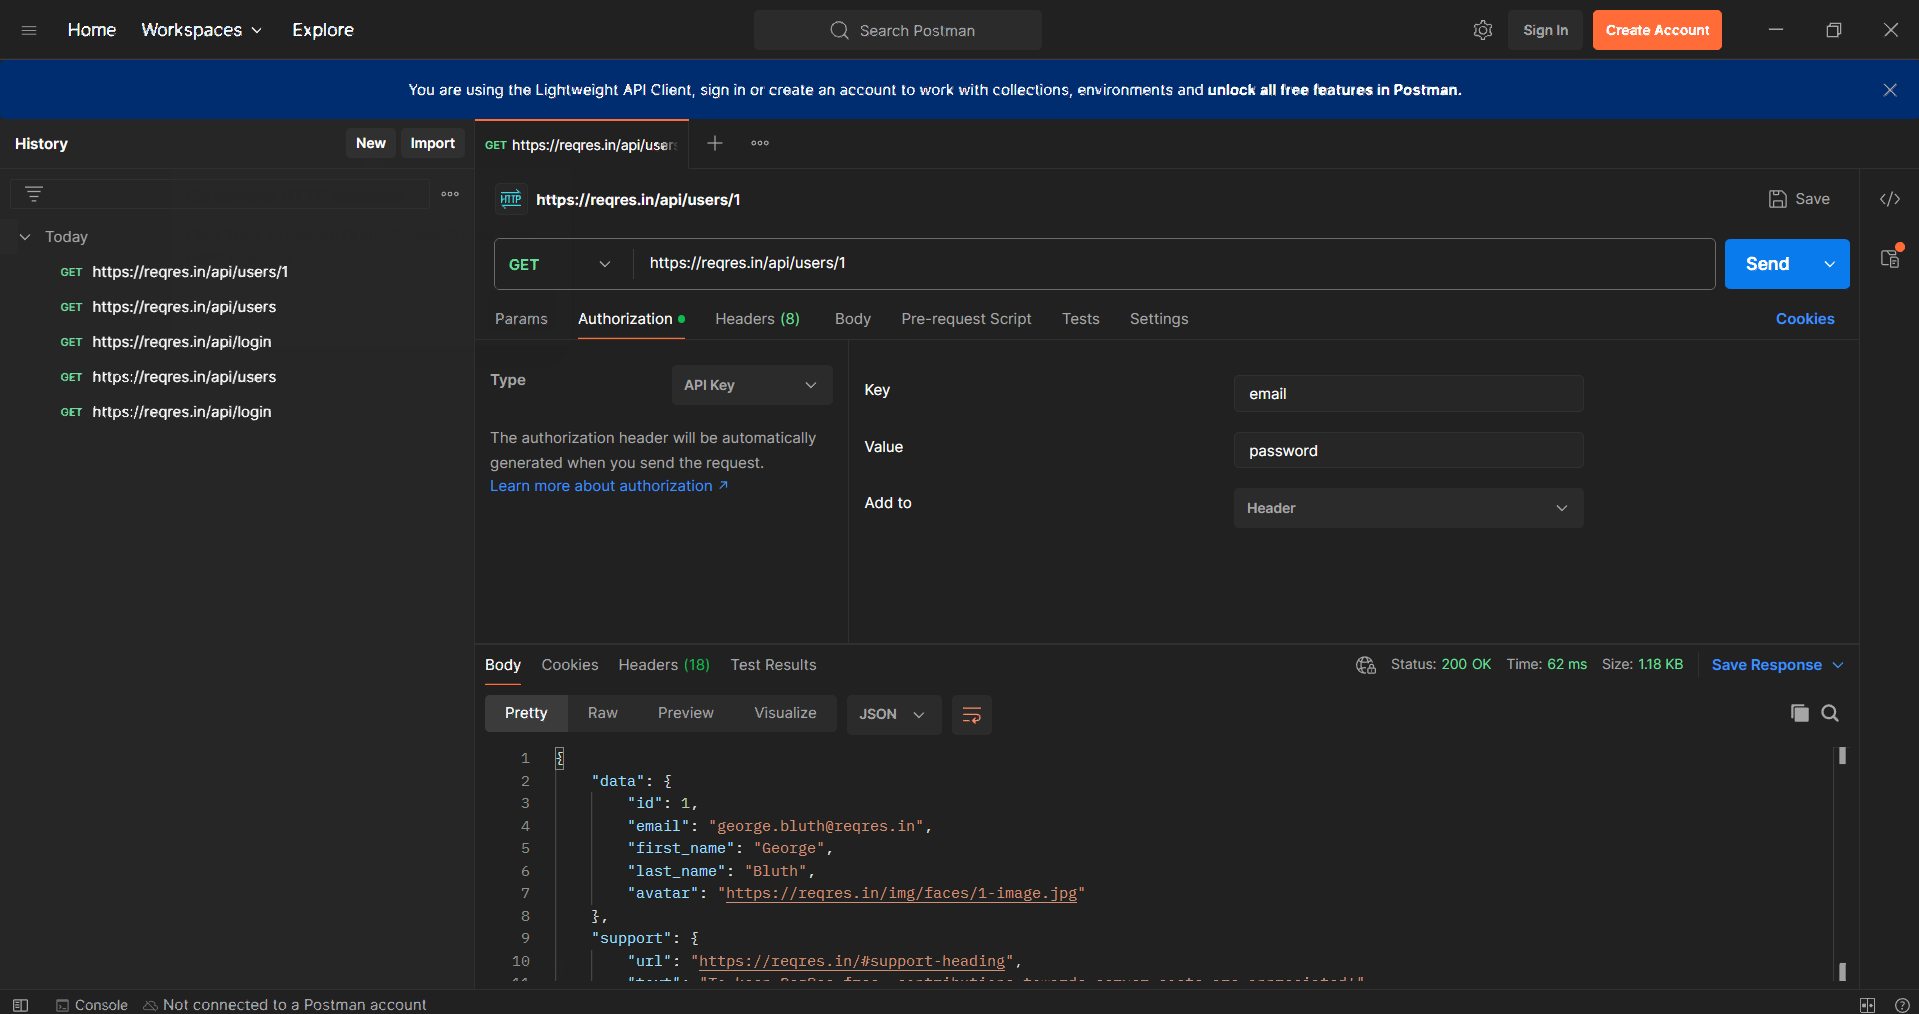 Home Workspaces Explore Search Postman Sign In Create Account
You are using the Lightweight API Client, sign in or create an account to work with collections, environments and unlock all free features in Postman.
History New Import
GET https://reqres.in/api/users
HTTP https://reqres.in/api/users/1 Save
Today
GET https://reqres.in/api/users/1
GET https://reqres.in/api/users
GET https://reqres.in/api/login
GET https://reqres.in/api/users
GET https://reqres.in/api/login
GET https://reqres.in/api/users/1 Send
Params Authorization Headers (8) Body Pre-request Script Tests Settings Cookies
Type API Key
The authorization header will be automatically
generated when you send the request.
Learn more about authorization ↗
Key email
Value password
Add to Header
Body Cookies Headers (18) Test Results Status: 200 OK Time: 62 ms Size: 1.18 KB Save Response
Pretty Raw Preview Visualize JSON
1 {
2 "data": {
3 "id": 1,
4 "email": "george.bluth@reqres.in",
5 "first_name": "George",
6 "last_name": "Bluth",
7 "avatar": "https://reqres.in/img/faces/1-image.jpg"
8 },
9 "support": {
10 "url": "https://reqres.in/#support-heading",
Console Not connected to a Postman account